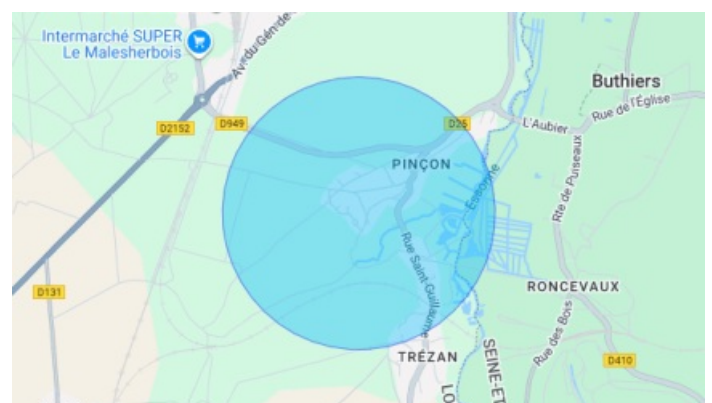 Intermarché SUPER
Le Malesherbois
Av. du Gén de
D2152
D949
D25
L'Aubier
Buthiers
Rue de l'Église
PINÇON
Essonne
Rte de Puiseaux
Rue Saint-Guillaume
D131
RONCEVAUX
Rue des Bois
TRÉZAN
D410
SEINE-ET
LO